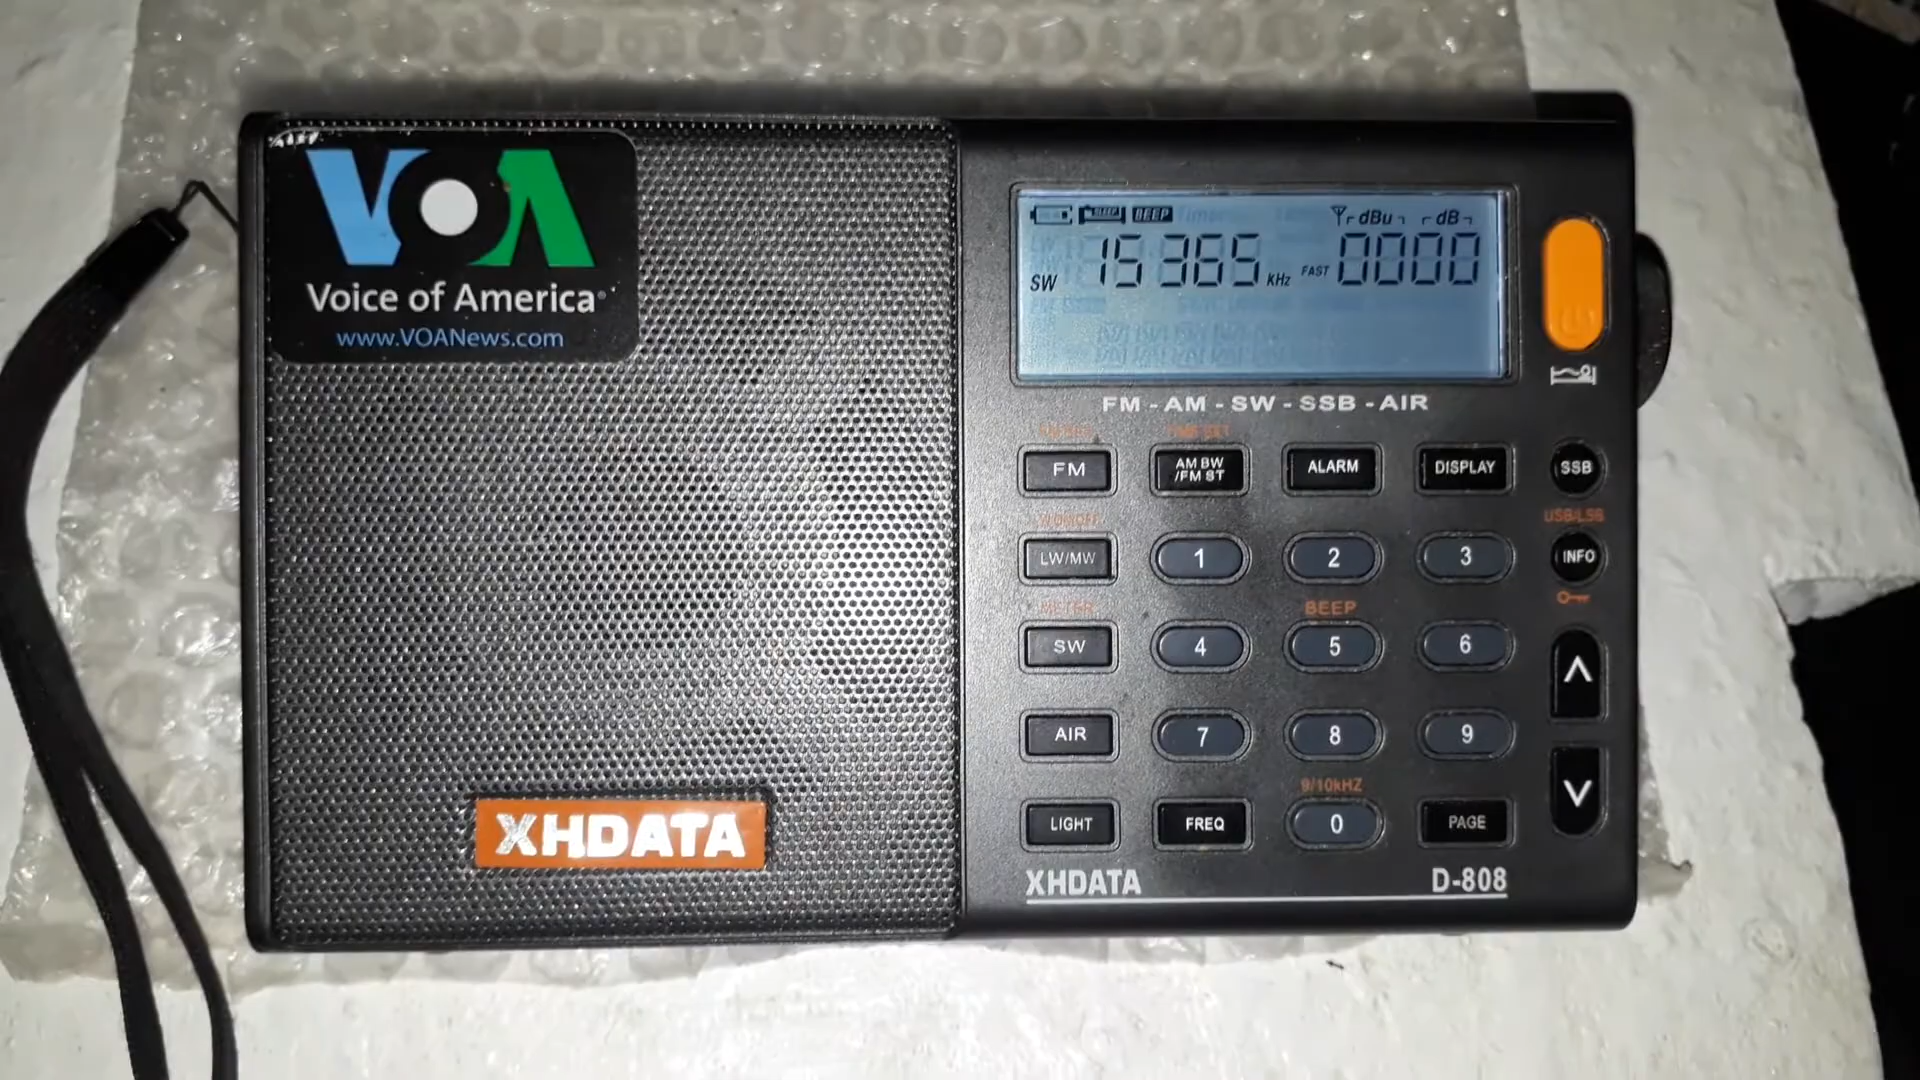 VOA
Voice of America
www.VOANews.com
SLEEP BEEP dBu dB
SW 15365 KHz FAST 0000
FM - AM - SW - SSB - AIR
FM AM BW /FM ST ALARM DISPLAY SSB
USB/LSB
LW/MW 1 2 3 INFO
METER BEEP
SW 4 5 6
AIR 7 8 9
9/10kHZ
LIGHT FREQ 0 PAGE
XHDATA
XHDATA D-808